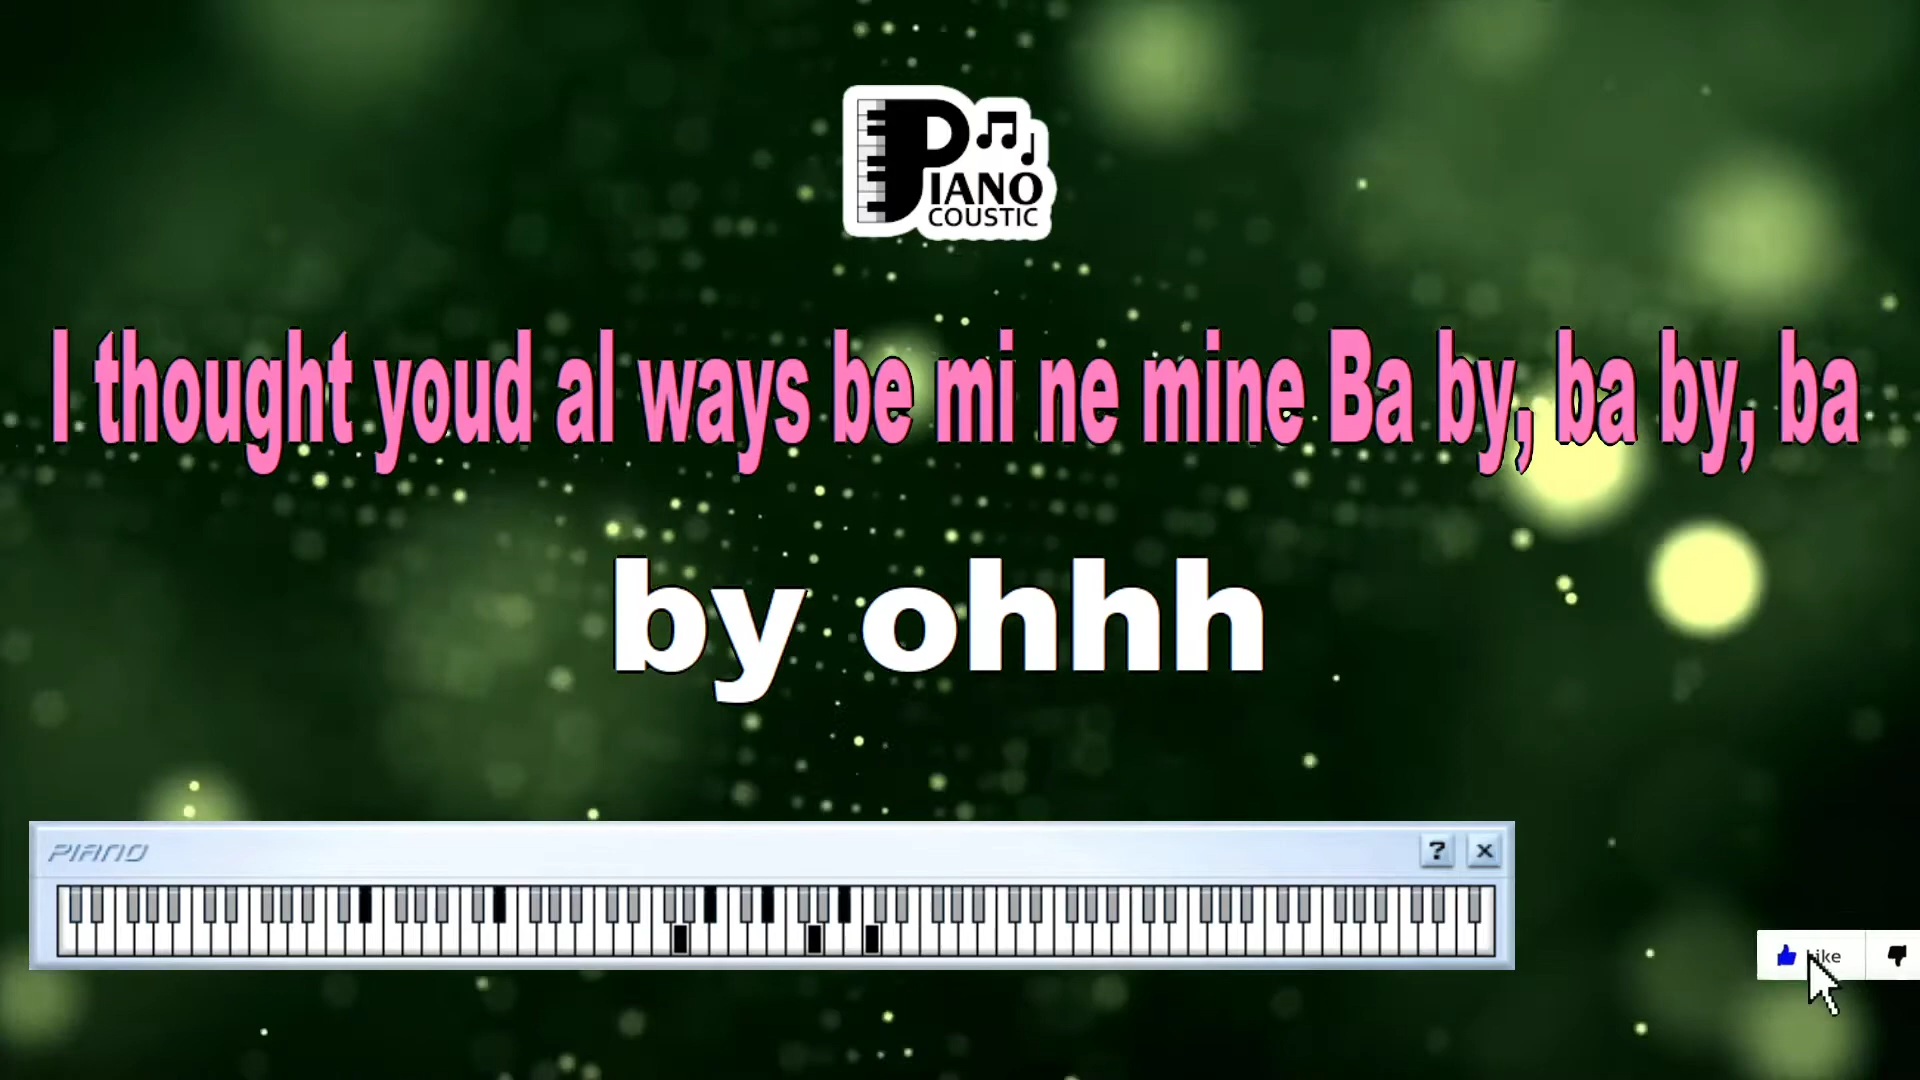 PIANO
COUSTIC
I thought youd al ways be mi ne mine Ba by, ba by, ba
by ohhh
PIANO
? x
Like